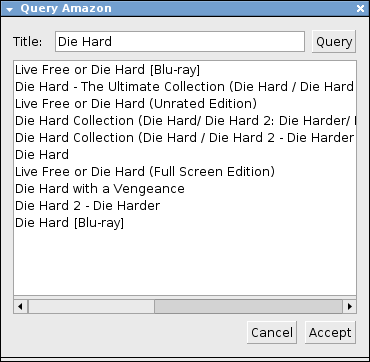 Query Amazon
Title: Die Hard Query
Live Free or Die Hard [Blu-ray]
Die Hard - The Ultimate Collection (Die Hard / Die Hard
Live Free or Die Hard (Unrated Edition)
Die Hard Collection (Die Hard/ Die Hard 2: Die Harder/
Die Hard Collection (Die Hard / Die Hard 2 - Die Harder
Die Hard
Live Free or Die Hard (Full Screen Edition)
Die Hard with a Vengeance
Die Hard 2 - Die Harder
Die Hard [Blu-ray]
Cancel Accept